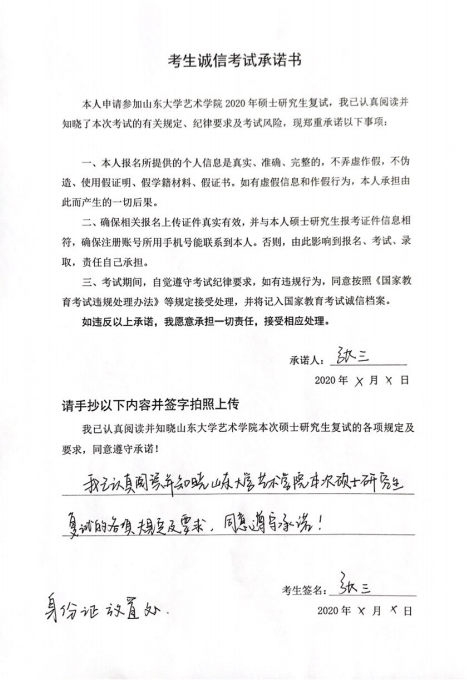 考生诚信考试承诺书
本人申请参加山东大学艺术学院 2020 年硕士研究生复试，我已认真阅读并
知晓了本次考试的有关规定、纪律要求及考试风险，现郑重承诺以下事项：
一、本人报名所提供的个人信息是真实、准确、完整的，不弄虚作假，不伪
造、使用假证明、假学籍材料、假证书。如有虚假信息和作假行为，本人承担由
此而产生的一切后果。
二、确保相关报名上传证件真实有效，并与本人硕士研究生报考证件信息相
符，确保注册账号所用手机号能联系到本人。否则，由此影响到报名、考试、录
取，责任自己承担。
三、考试期间，自觉遵守考试纪律要求，如有违规行为，同意按照《国家教
育考试违规处理办法》等规定接受处理，并将记入国家教育考试诚信档案。
如违反以上承诺，我愿意承担一切责任，接受相应处理。
承诺人：张三
2020 年 X 月 X 日
请手抄以下内容并签字拍照上传
我已认真阅读并知晓山东大学艺术学院本次硕士研究生复试的各项规定及
要求，同意遵守承诺！
我已认真阅读并知晓山东大学艺术学院本次硕士研究生
复试的各项规定及要求，同意遵守承诺！
考生签名：张三
2020 年 X 月 X 日
身份证放置处.